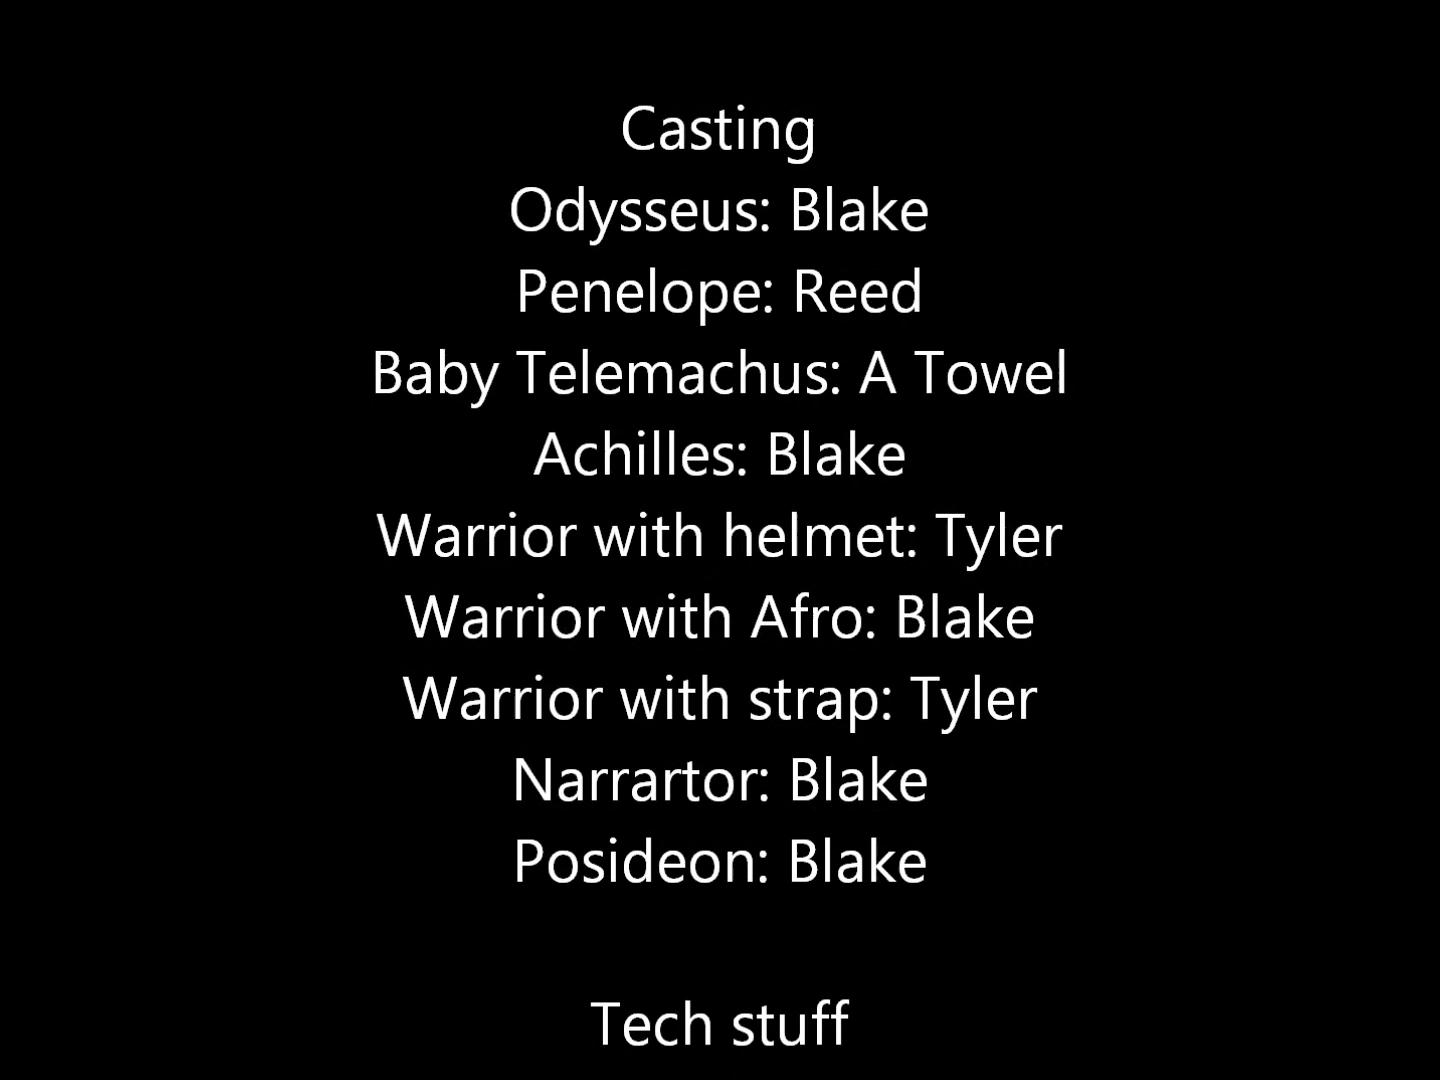 Casting
Odysseus: Blake
Penelope: Reed
Baby Telemachus: A Towel
Achilles: Blake
Warrior with helmet: Tyler
Warrior with Afro: Blake
Warrior with strap: Tyler
Narrartor: Blake
Posideon: Blake
Tech stuff